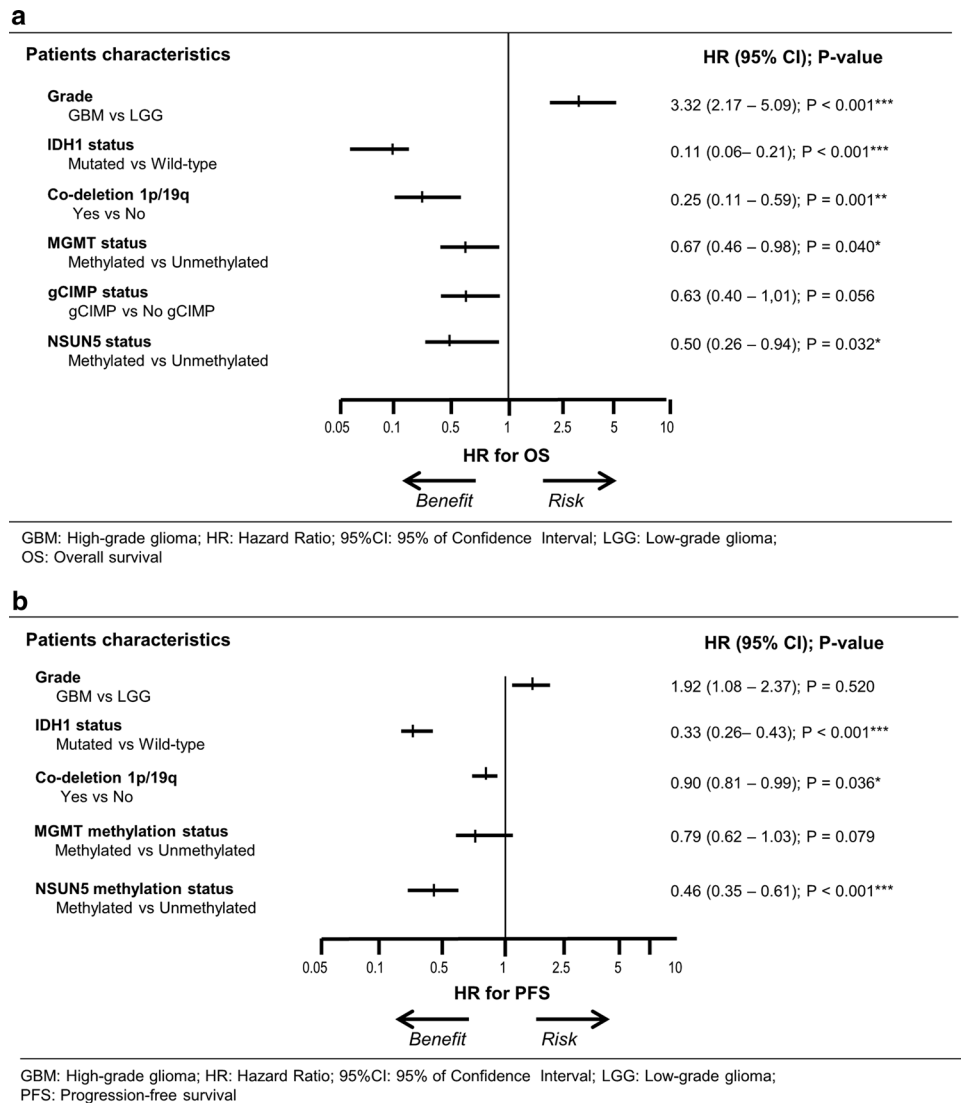 a
Patients characteristics
HR (95% CI); P-value
Grade
GBM vs LGG
3.32 (2.17 – 5.09); P < 0.001***
IDH1 status
Mutated vs Wild-type
0.11 (0.06– 0.21); P < 0.001***
Co-deletion 1p/19q
Yes vs No
0.25 (0.11 – 0.59); P = 0.001**
MGMT status
Methylated vs Unmethylated
0.67 (0.46 – 0.98); P = 0.040*
gCIMP status
gCIMP vs No gCIMP
0.63 (0.40 – 1,01); P = 0.056
NSUN5 status
Methylated vs Unmethylated
0.50 (0.26 – 0.94); P = 0.032*
0.05 0.1 0.5 1 2.5 5 10
HR for OS
Benefit Risk
GBM: High-grade glioma; HR: Hazard Ratio; 95%CI: 95% of Confidence Interval; LGG: Low-grade glioma;
OS: Overall survival
b
Patients characteristics
HR (95% CI); P-value
Grade
GBM vs LGG
1.92 (1.08 – 2.37); P = 0.520
IDH1 status
Mutated vs Wild-type
0.33 (0.26– 0.43); P < 0.001***
Co-deletion 1p/19q
Yes vs No
0.90 (0.81 – 0.99); P = 0.036*
MGMT methylation status
Methylated vs Unmethylated
0.79 (0.62 – 1.03); P = 0.079
NSUN5 methylation status
Methylated vs Unmethylated
0.46 (0.35 – 0.61); P < 0.001***
0.05 0.1 0.5 1 2.5 5 10
HR for PFS
Benefit Risk
GBM: High-grade glioma; HR: Hazard Ratio; 95%CI: 95% of Confidence Interval; LGG: Low-grade glioma;
PFS: Progression-free survival